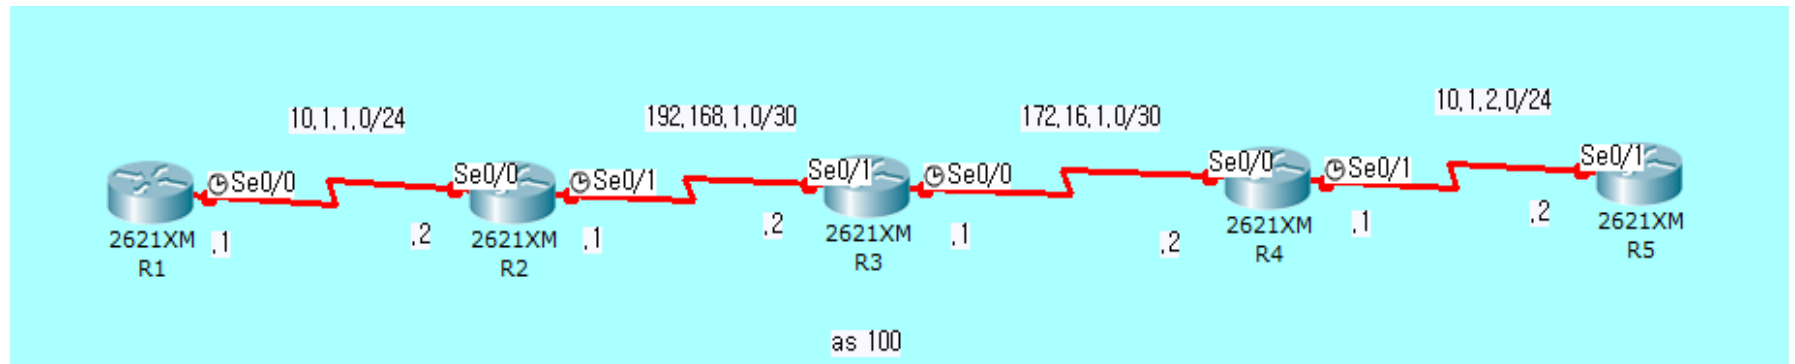 10,1,1,0/24
192,168,1,0/30
172,16,1,0/30
10,1,2,0/24
Se0/0
Se0/0
Se0/1
Se0/1
Se0/0
Se0/0
Se0/1
Se0/1
.1
.2
.1
.2
.1
.2
.1
.2
2621XM
R1
2621XM
R2
2621XM
R3
2621XM
R4
2621XM
R5
as 100